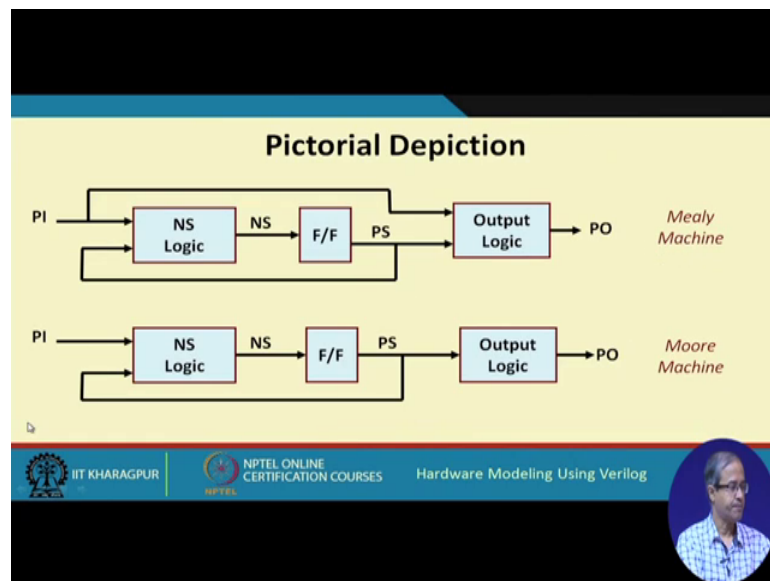 Pictorial Depiction
PI
NS
Logic
NS
F/F
PS
Output
Logic
PO
Mealy
Machine
PI
NS
Logic
NS
F/F
PS
Output
Logic
PO
Moore
Machine
IIT KHARAGPUR
NPTEL
NPTEL ONLINE
CERTIFICATION COURSES
Hardware Modeling Using Verilog